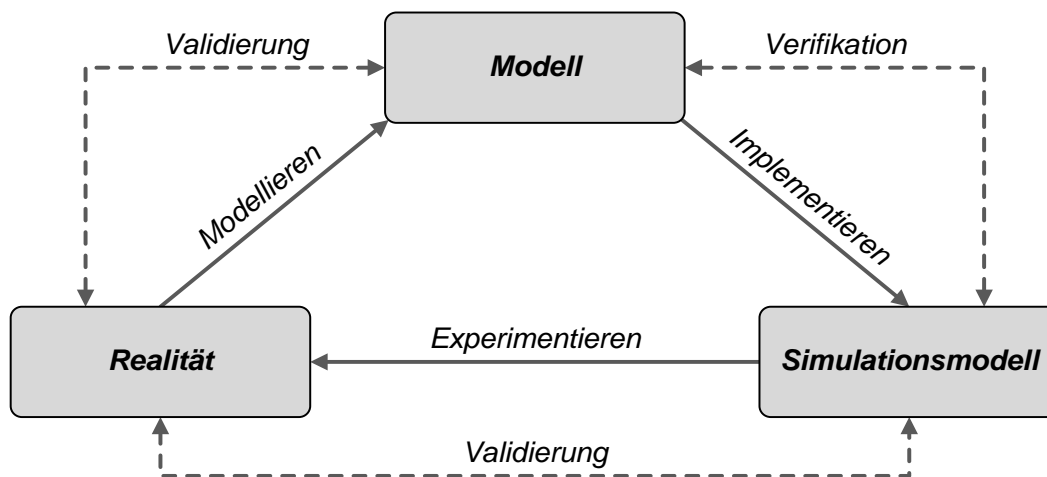 Validierung
Verifikation
Modell
Modellieren
Implementieren
Experimentieren
Realität
Simulationsmodell
Validierung